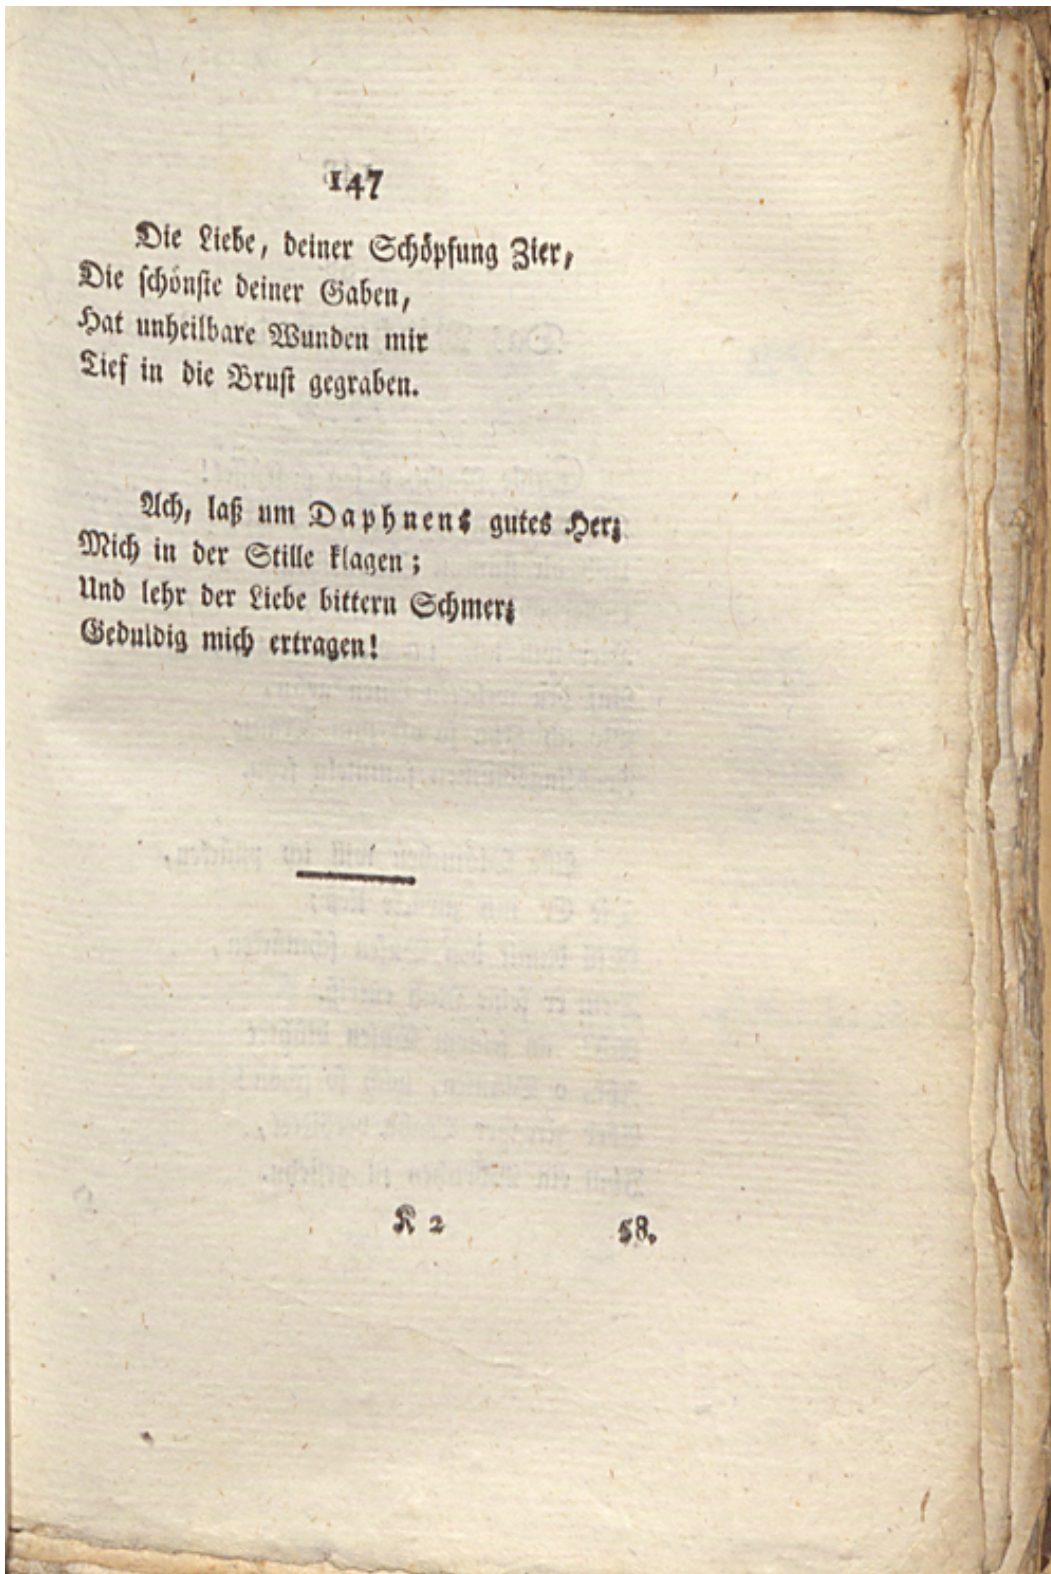 147
Die Liebe, deiner Schöpfung Zier,
Die schönste deiner Gaben,
Hat unheilbare Wunden mir
Tief in die Brust gegraben.
Ach, laß um Daphnens gutes Herz
Mich in der Stille klagen;
Und lehr der Liebe bittern Schmerz
Geduldig mich ertragen!
K 2 58.